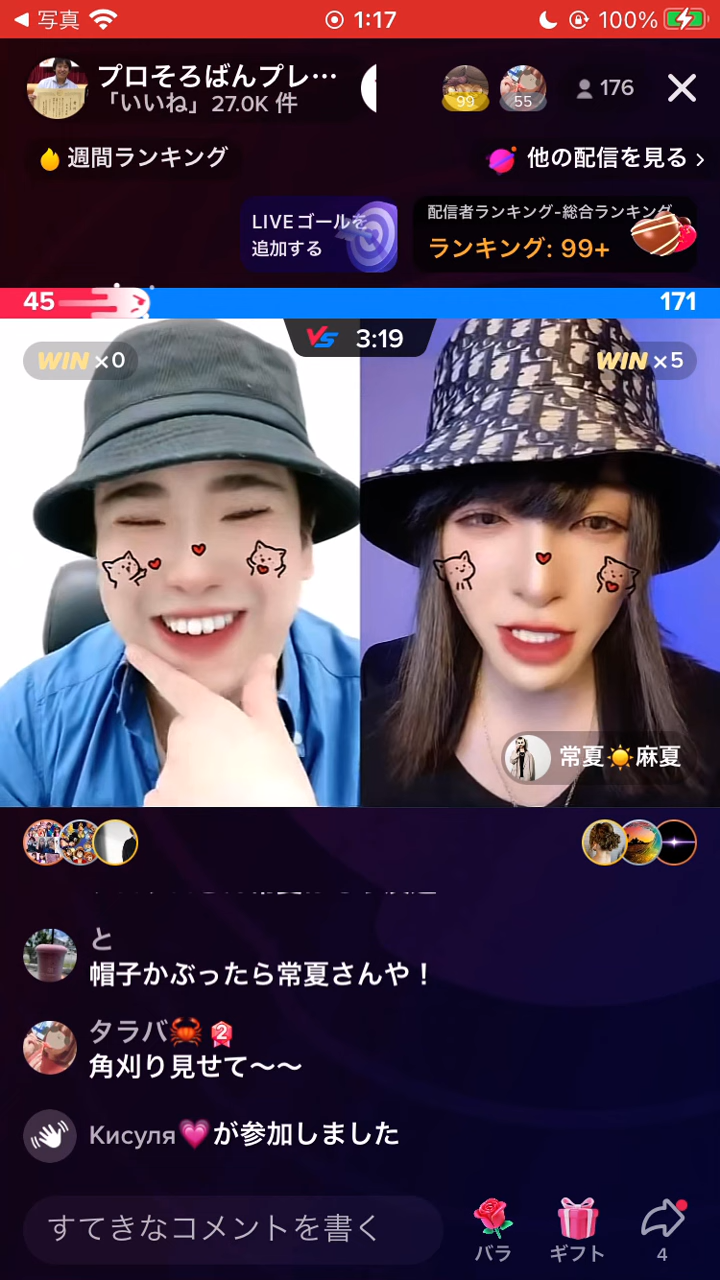 写真
1:17
100%
プロそろばんプレ…
「いいね」27.0K 件
99
55
176
週間ランキング
他の配信を見る
LIVEゴールを
追加する
配信者ランキング-総合ランキング
ランキング: 99+
45
171
VS 3:19
WIN x0
WIN x5
常夏☀️麻夏
と
帽子かぶったら常夏さんや！
タラバ🦀 2
角刈り見せて〜〜
Кисуля💗が参加しました
すてきなコメントを書く
バラ
ギフト
4